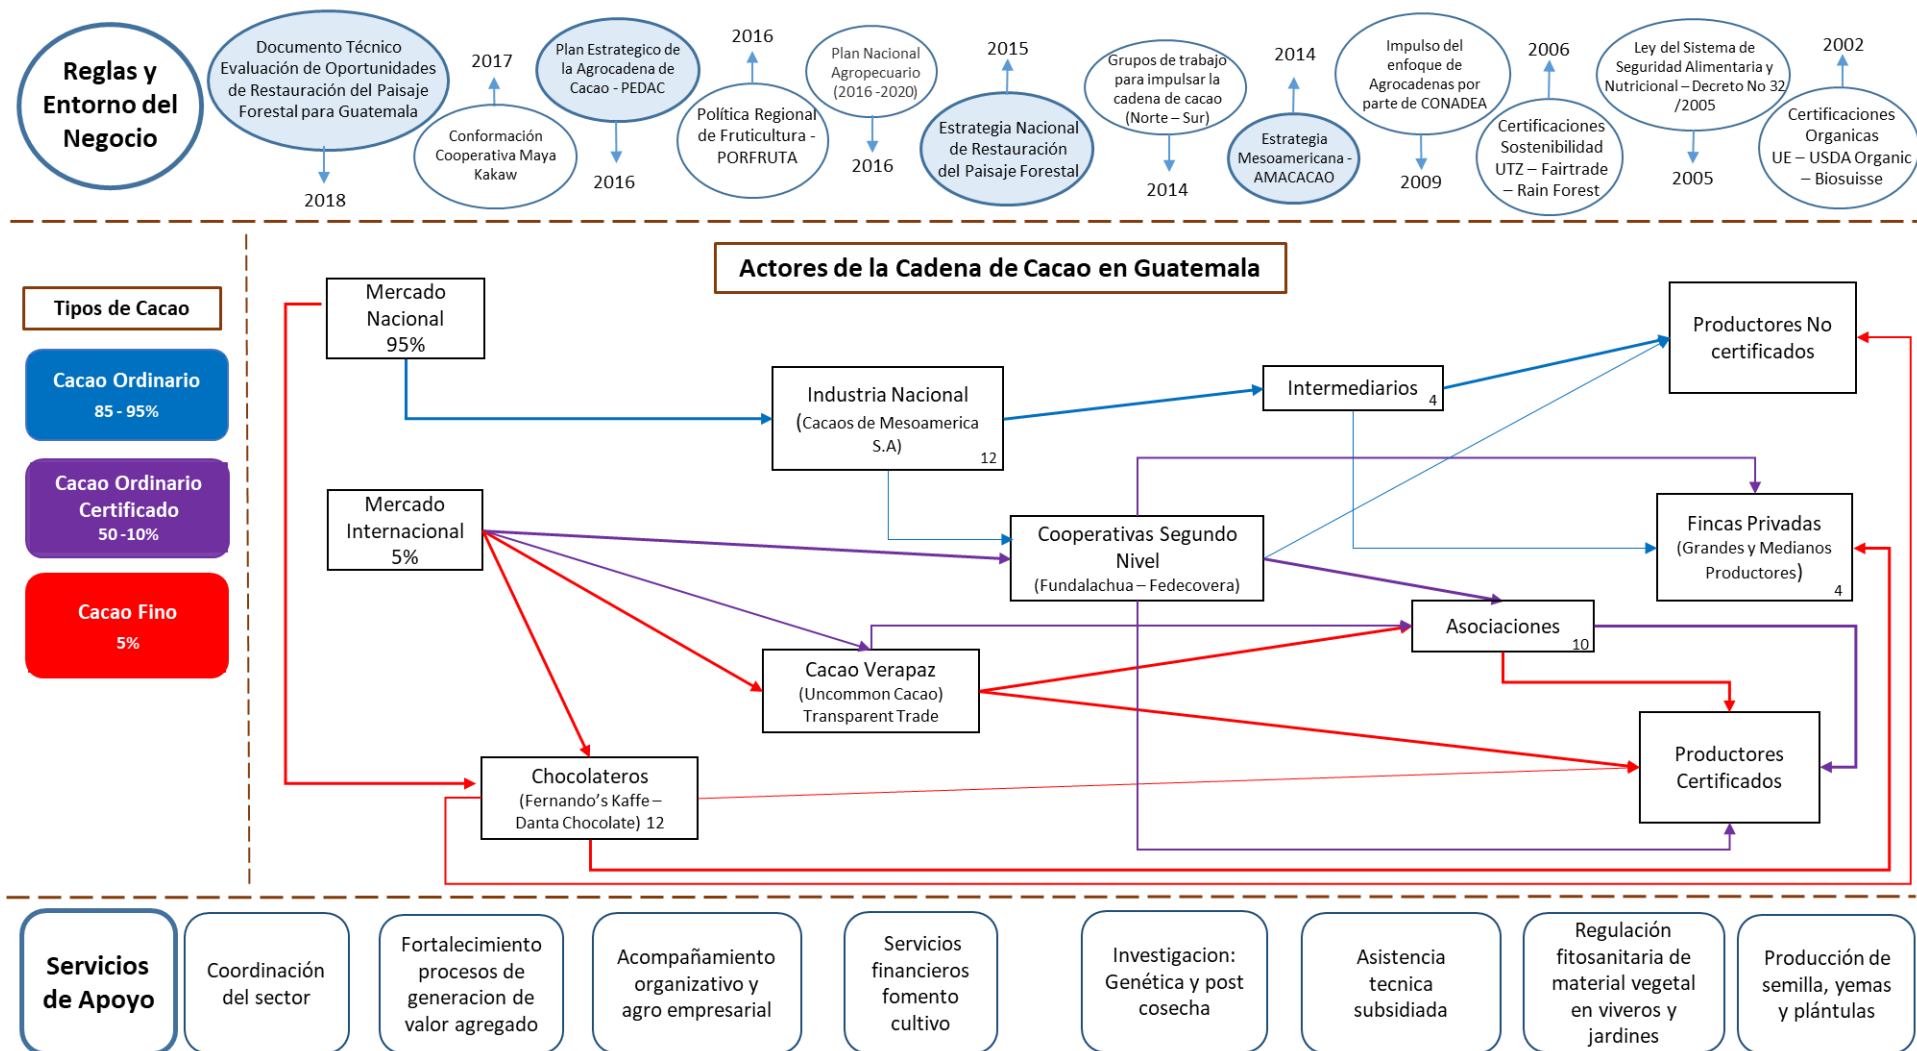 Reglas y
Entorno del
Negocio
Documento Técnico
Evaluación de Oportunidades
de Restauración del Paisaje
Forestal para Guatemala
2018
2017
Conformación
Cooperativa Maya
Kakaw
Plan Estrategico de
la Agrocadena de
Cacao - PEDAC
2016
2016
Política Regional
de Fruticultura -
PORFRUTA
Plan Nacional
Agropecuario
(2016 -2020)
2016
2015
Estrategia Nacional
de Restauración
del Paisaje Forestal
Grupos de trabajo
para impulsar la
cadena de cacao
(Norte – Sur)
2014
2014
Estrategia
Mesoamericana -
AMACACAO
Impulso del
enfoque de
Agrocadenas por
parte de CONADEA
2009
2006
Certificaciones
Sostenibilidad
UTZ – Fairtrade
– Rain Forest
Ley del Sistema de
Seguridad Alimentaria y
Nutricional – Decreto No 32
/2005
2005
2002
Certificaciones
Organicas
UE – USDA Organic
– Biosuisse
Actores de la Cadena de Cacao en Guatemala
Tipos de Cacao
Cacao Ordinario
85 - 95%
Cacao Ordinario
Certificado
50 -10%
Cacao Fino
5%
Mercado
Nacional
95%
Industria Nacional
(Cacaos de Mesoamerica
S.A)
12
Intermediarios
4
Productores No
certificados
Mercado
Internacional
5%
Cooperativas Segundo
Nivel
(Fundalachua – Fedecovera)
Fincas Privadas
(Grandes y Medianos
Productores)
4
Asociaciones
10
Cacao Verapaz
(Uncommon Cacao)
Transparent Trade
Chocolateros
(Fernando's Kaffe –
Danta Chocolate) 12
Productores
Certificados
Servicios
de Apoyo
Coordinación
del sector
Fortalecimiento
procesos de
generacion de
valor agregado
Acompañamiento
organizativo y
agro empresarial
Servicios
financieros
fomento
cultivo
Investigacion:
Genética y post
cosecha
Asistencia
tecnica
subsidiada
Regulación
fitosanitaria de
material vegetal
en viveros y
jardines
Producción de
semilla, yemas
y plántulas